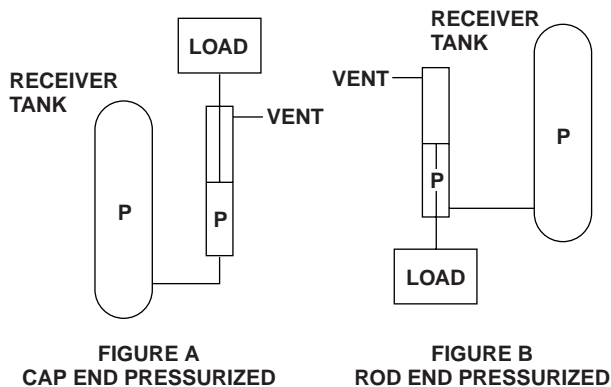 LOAD
RECEIVER
TANK
VENT
P
P
FIGURE A
CAP END PRESSURIZED
RECEIVER
TANK
VENT
P
P
LOAD
FIGURE B
ROD END PRESSURIZED